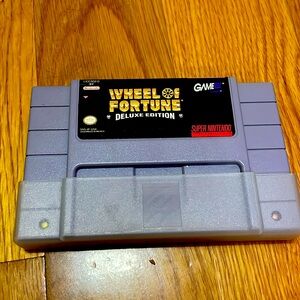 WHEEL OF
FORTUNE
DELUXE EDITION
GAMETEK
SUPER NINTENDO